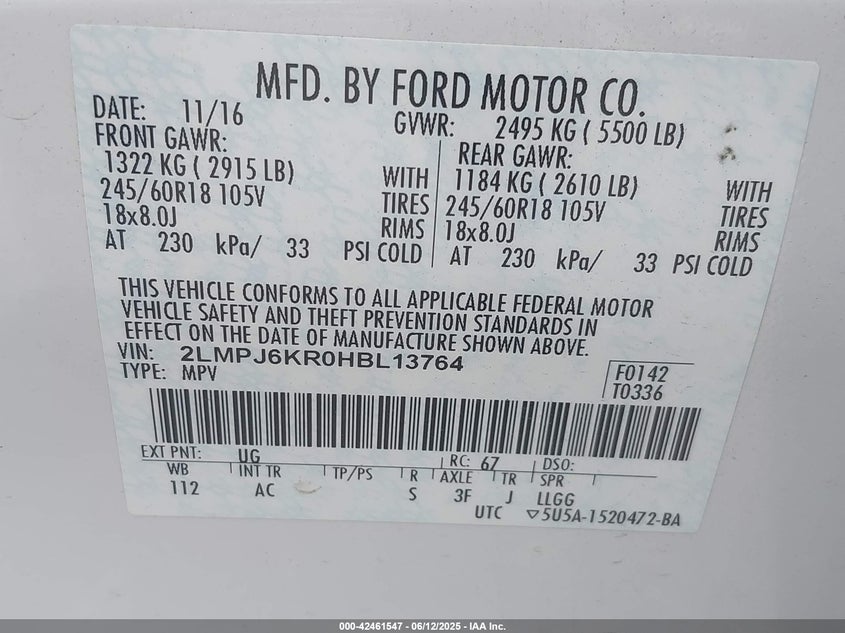 MFD. BY FORD MOTOR CO.
DATE: 11/16
GVWR: 2495 KG ( 5500 LB)
FRONT GAWR:
1322 KG ( 2915 LB)
WITH
245/60R18 105V
TIRES
18x8.0J
RIMS
AT 230 kPa/ 33 PSI COLD
REAR GAWR:
1184 KG ( 2610 LB)
WITH
245/60R18 105V
TIRES
18x8.0J
RIMS
AT 230 kPa/ 33 PSI COLD
THIS VEHICLE CONFORMS TO ALL APPLICABLE FEDERAL MOTOR
VEHICLE SAFETY AND THEFT PREVENTION STANDARDS IN
EFFECT ON THE DATE OF MANUFACTURE SHOWN ABOVE.
VIN: 2LMPJ6KR0HBL13764
TYPE: MPV
F0142
T0336
EXT PNT: UG RC: 67 DSO:
WB INT TR TP/PS R AXLE TR SPR
112 AC S 3F J LLGG
UTC ▽5U5A-1520472-BA
000-42461547 - 06/12/2025 - IAA Inc.